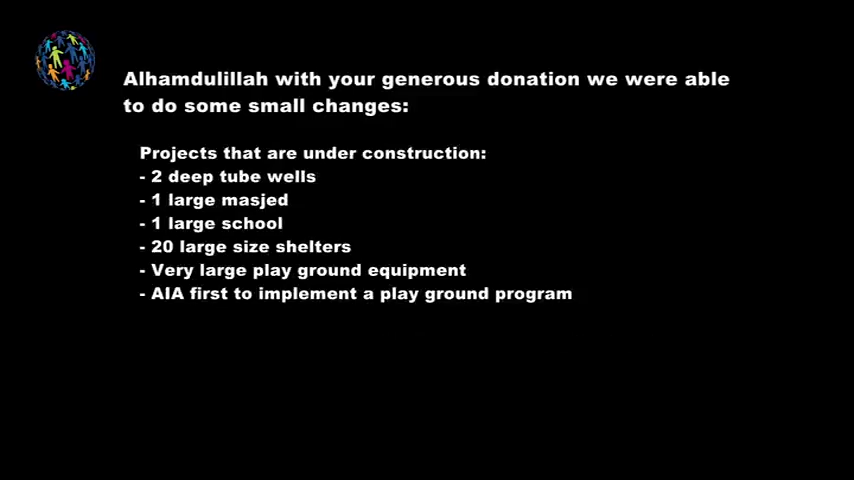 Alhamdulillah with your generous donation we were able
to do some small changes:
Projects that are under construction:
- 2 deep tube wells
- 1 large masjed
- 1 large school
- 20 large size shelters
- Very large play ground equipment
- AIA first to implement a play ground program